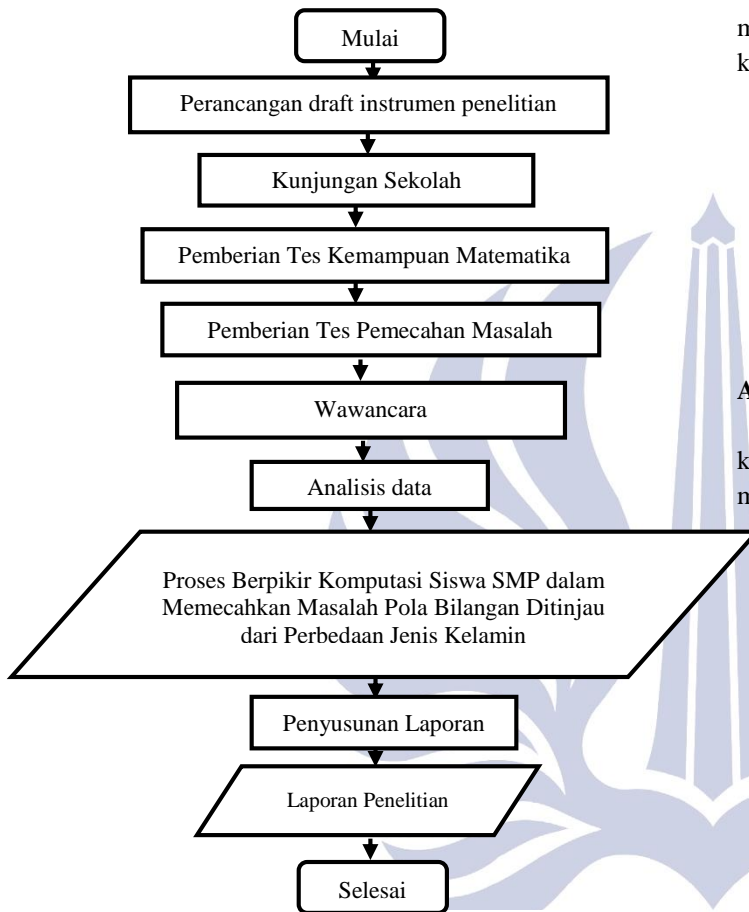 Mulai
Perancangan draft instrumen penelitian
Kunjungan Sekolah
Pemberian Tes Kemampuan Matematika
Pemberian Tes Pemecahan Masalah
Wawancara
Analisis data
Proses Berpikir Komputasi Siswa SMP dalam
Memecahkan Masalah Pola Bilangan Ditinjau
dari Perbedaan Jenis Kelamin
Penyusunan Laporan
Laporan Penelitian
Selesai